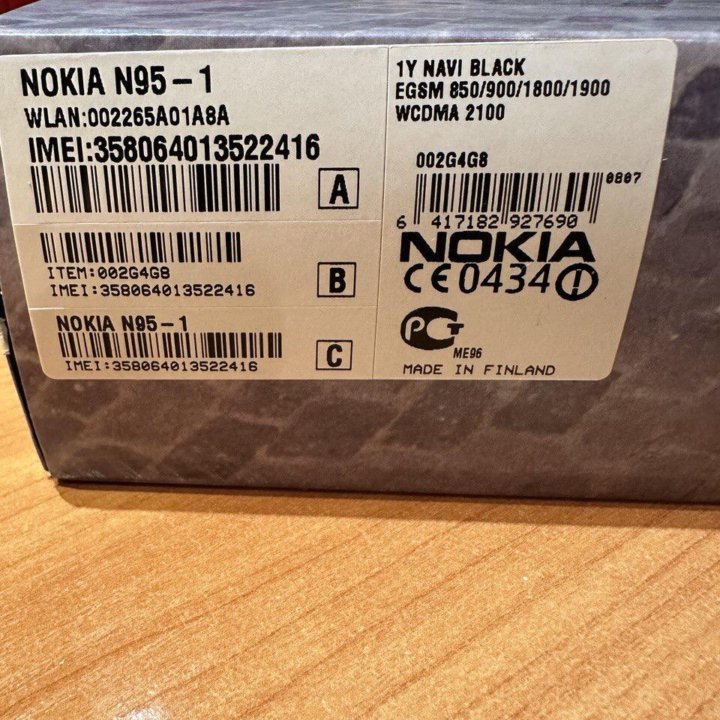 NOKIA N95-1
WLAN:002265A01A8A
IMEI:358064013522416
A
ITEM:002G4G8
IMEI:358064013522416
B
NOKIA N95-1
IMEI:358064013522416
C
1Y NAVI BLACK
EGSM 850/900/1800/1900
WCDMA 2100
002G4G8
0807
6 417182 927690
NOKIA
CE0434!
РСТ
ME96
MADE IN FINLAND